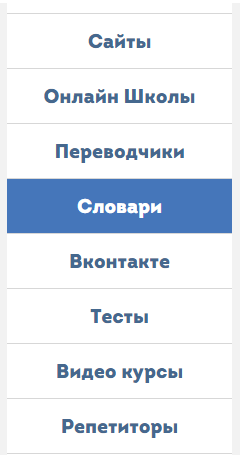 Сайты
Онлайн Школы
Переводчики
Словари
Вконтакте
Тесты
Видео курсы
Репетиторы